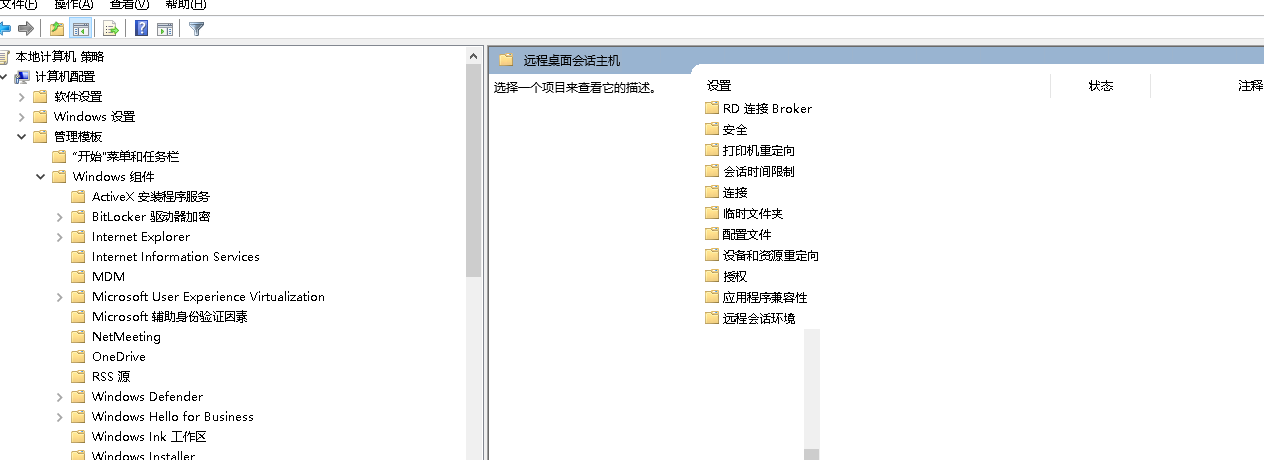 文件(F) 操作(A) 查看(V) 帮助(H)
本地计算机 策略
计算机配置
软件设置
Windows 设置
管理模板
“开始”菜单和任务栏
Windows 组件
ActiveX 安装程序服务
BitLocker 驱动器加密
Internet Explorer
Internet Information Services
MDM
Microsoft User Experience Virtualization
Microsoft 辅助身份验证因素
NetMeeting
OneDrive
RSS 源
Windows Defender
Windows Hello for Business
Windows Ink 工作区
Windows Installer
远程桌面会话主机
选择一个项目来查看它的描述。
设置 状态 注释
RD 连接 Broker
安全
打印机重定向
会话时间限制
连接
临时文件夹
配置文件
设备和资源重定向
授权
应用程序兼容性
远程会话环境